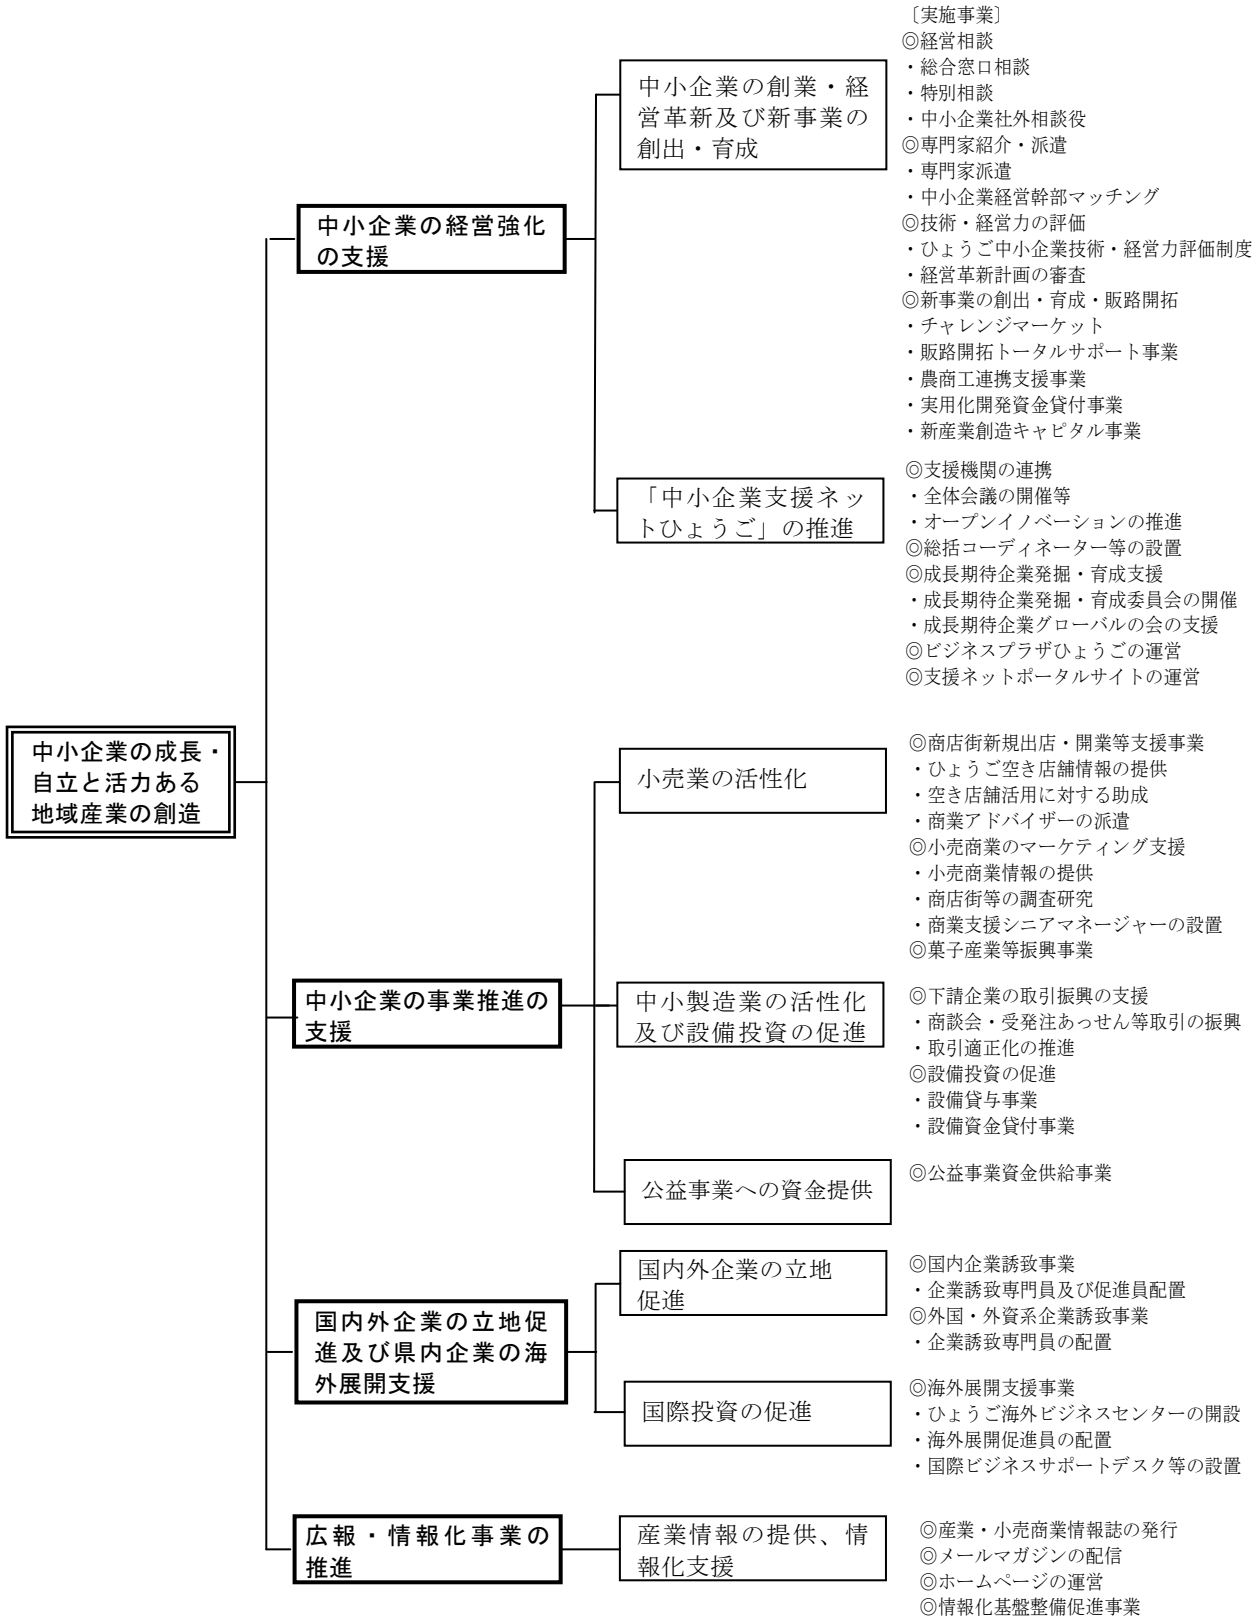 中小企業の成長・
自立と活力ある
地域産業の創造
中小企業の経営強化
の支援
中小企業の創業・経
営革新及び新事業の
創出・育成
〔実施事業〕
◎経営相談
・総合窓口相談
・特別相談
・中小企業社外相談役
◎専門家紹介・派遣
・専門家派遣
・中小企業経営幹部マッチング
◎技術・経営力の評価
・ひょうご中小企業技術・経営力評価制度
・経営革新計画の審査
◎新事業の創出・育成・販路開拓
・チャレンジマーケット
・販路開拓トータルサポート事業
・農商工連携支援事業
・実用化開発資金貸付事業
・新産業創造キャピタル事業
「中小企業支援ネッ
トひょうご」の推進
◎支援機関の連携
・全体会議の開催等
・オープンイノベーションの推進
◎総括コーディネーター等の設置
◎成長期待企業発掘・育成支援
・成長期待企業発掘・育成委員会の開催
・成長期待企業グローバルの会の支援
◎ビジネスプラザひょうごの運営
◎支援ネットポータルサイトの運営
中小企業の事業推進の
支援
小売業の活性化
◎商店街新規出店・開業等支援事業
・ひょうご空き店舗情報の提供
・空き店舗活用に対する助成
・商業アドバイザーの派遣
◎小売商業のマーケティング支援
・小売商業情報の提供
・商店街等の調査研究
・商業支援シニアマネージャーの設置
◎菓子産業等振興事業
中小製造業の活性化
及び設備投資の促進
◎下請企業の取引振興の支援
・商談会・受発注あっせん等取引の振興
・取引適正化の推進
◎設備投資の促進
・設備貸与事業
・設備資金貸付事業
公益事業への資金提供
◎公益事業資金供給事業
国内外企業の立地促
進及び県内企業の海
外展開支援
国内外企業の立地
促進
◎国内企業誘致事業
・企業誘致専門員及び促進員配置
◎外国・外資系企業誘致事業
・企業誘致専門員の配置
国際投資の促進
◎海外展開支援事業
・ひょうご海外ビジネスセンターの開設
・海外展開促進員の配置
・国際ビジネスサポートデスク等の設置
広報・情報化事業の
推進
産業情報の提供、情
報化支援
◎産業・小売商業情報誌の発行
◎メールマガジンの配信
◎ホームページの運営
◎情報化基盤整備促進事業